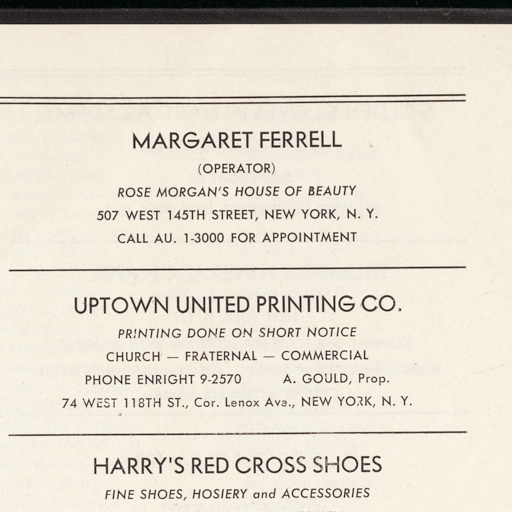 MARGARET FERRELL
(OPERATOR)
ROSE MORGAN'S HOUSE OF BEAUTY
507 WEST 145TH STREET, NEW YORK, N. Y.
CALL AU. 1-3000 FOR APPOINTMENT
UPTOWN UNITED PRINTING CO.
PRINTING DONE ON SHORT NOTICE
CHURCH — FRATERNAL — COMMERCIAL
PHONE ENRIGHT 9-2570 A. GOULD, Prop.
74 WEST 118TH ST., Cor. Lenox Ave., NEW YORK, N. Y.
HARRY'S RED CROSS SHOES
FINE SHOES, HOSIERY and ACCESSORIES